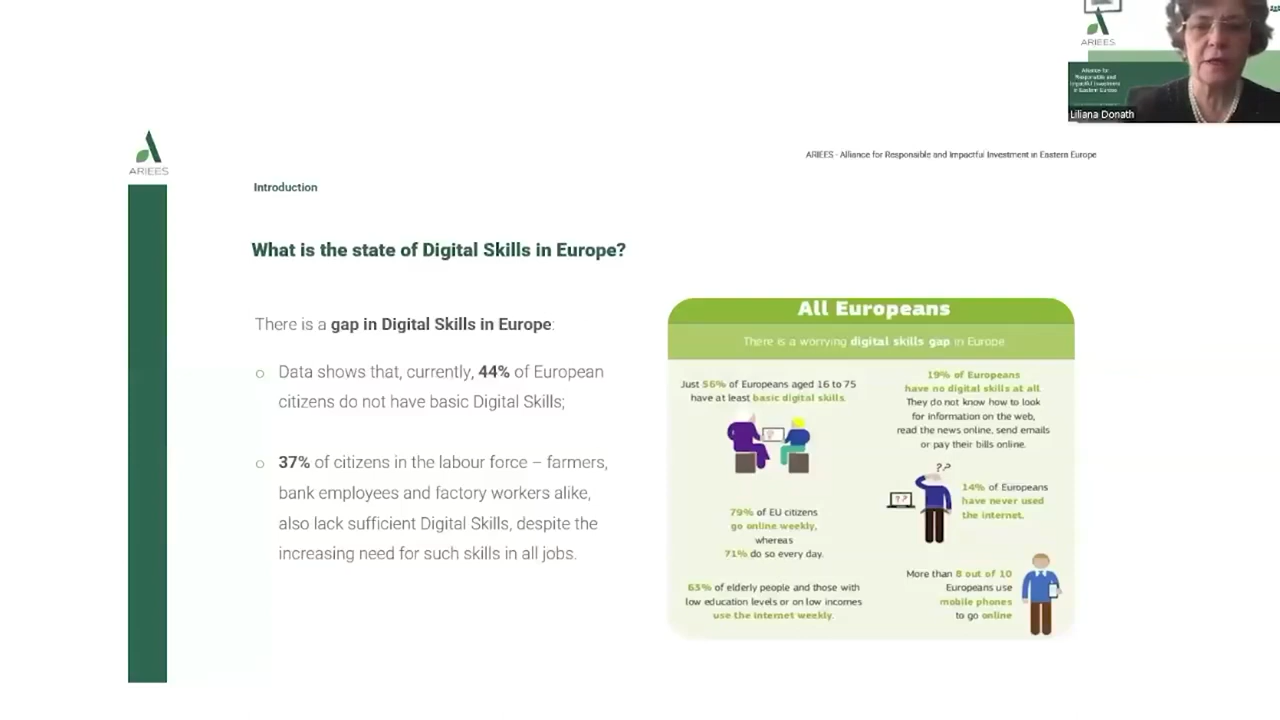 ARIEES
Alliance for
Responsible and
Impactful Investment
in Eastern Europe
Liliana Donath
ARIEES
ARIEES - Alliance for Responsible and Impactful Investment in Eastern Europe
Introduction
What is the state of Digital Skills in Europe?
There is a gap in Digital Skills in Europe:
Data shows that, currently, 44% of European
citizens do not have basic Digital Skills;
37% of citizens in the labour force – farmers,
bank employees and factory workers alike,
also lack sufficient Digital Skills, despite the
increasing need for such skills in all jobs.
All Europeans
There is a worrying digital skills gap in Europe
Just 56% of Europeans aged 16 to 75
have at least basic digital skills.
79% of EU citizens
go online weekly,
whereas
71% do so every day.
63% of elderly people and those with
low education levels or on low incomes
use the internet weekly.
19% of Europeans
have no digital skills at all.
They do not know how to look
for information on the web,
read the news online, send emails
or pay their bills online.
??
?
? ?
14% of Europeans
have never used
the internet.
More than 8 out of 10
Europeans use
mobile phones
to go online